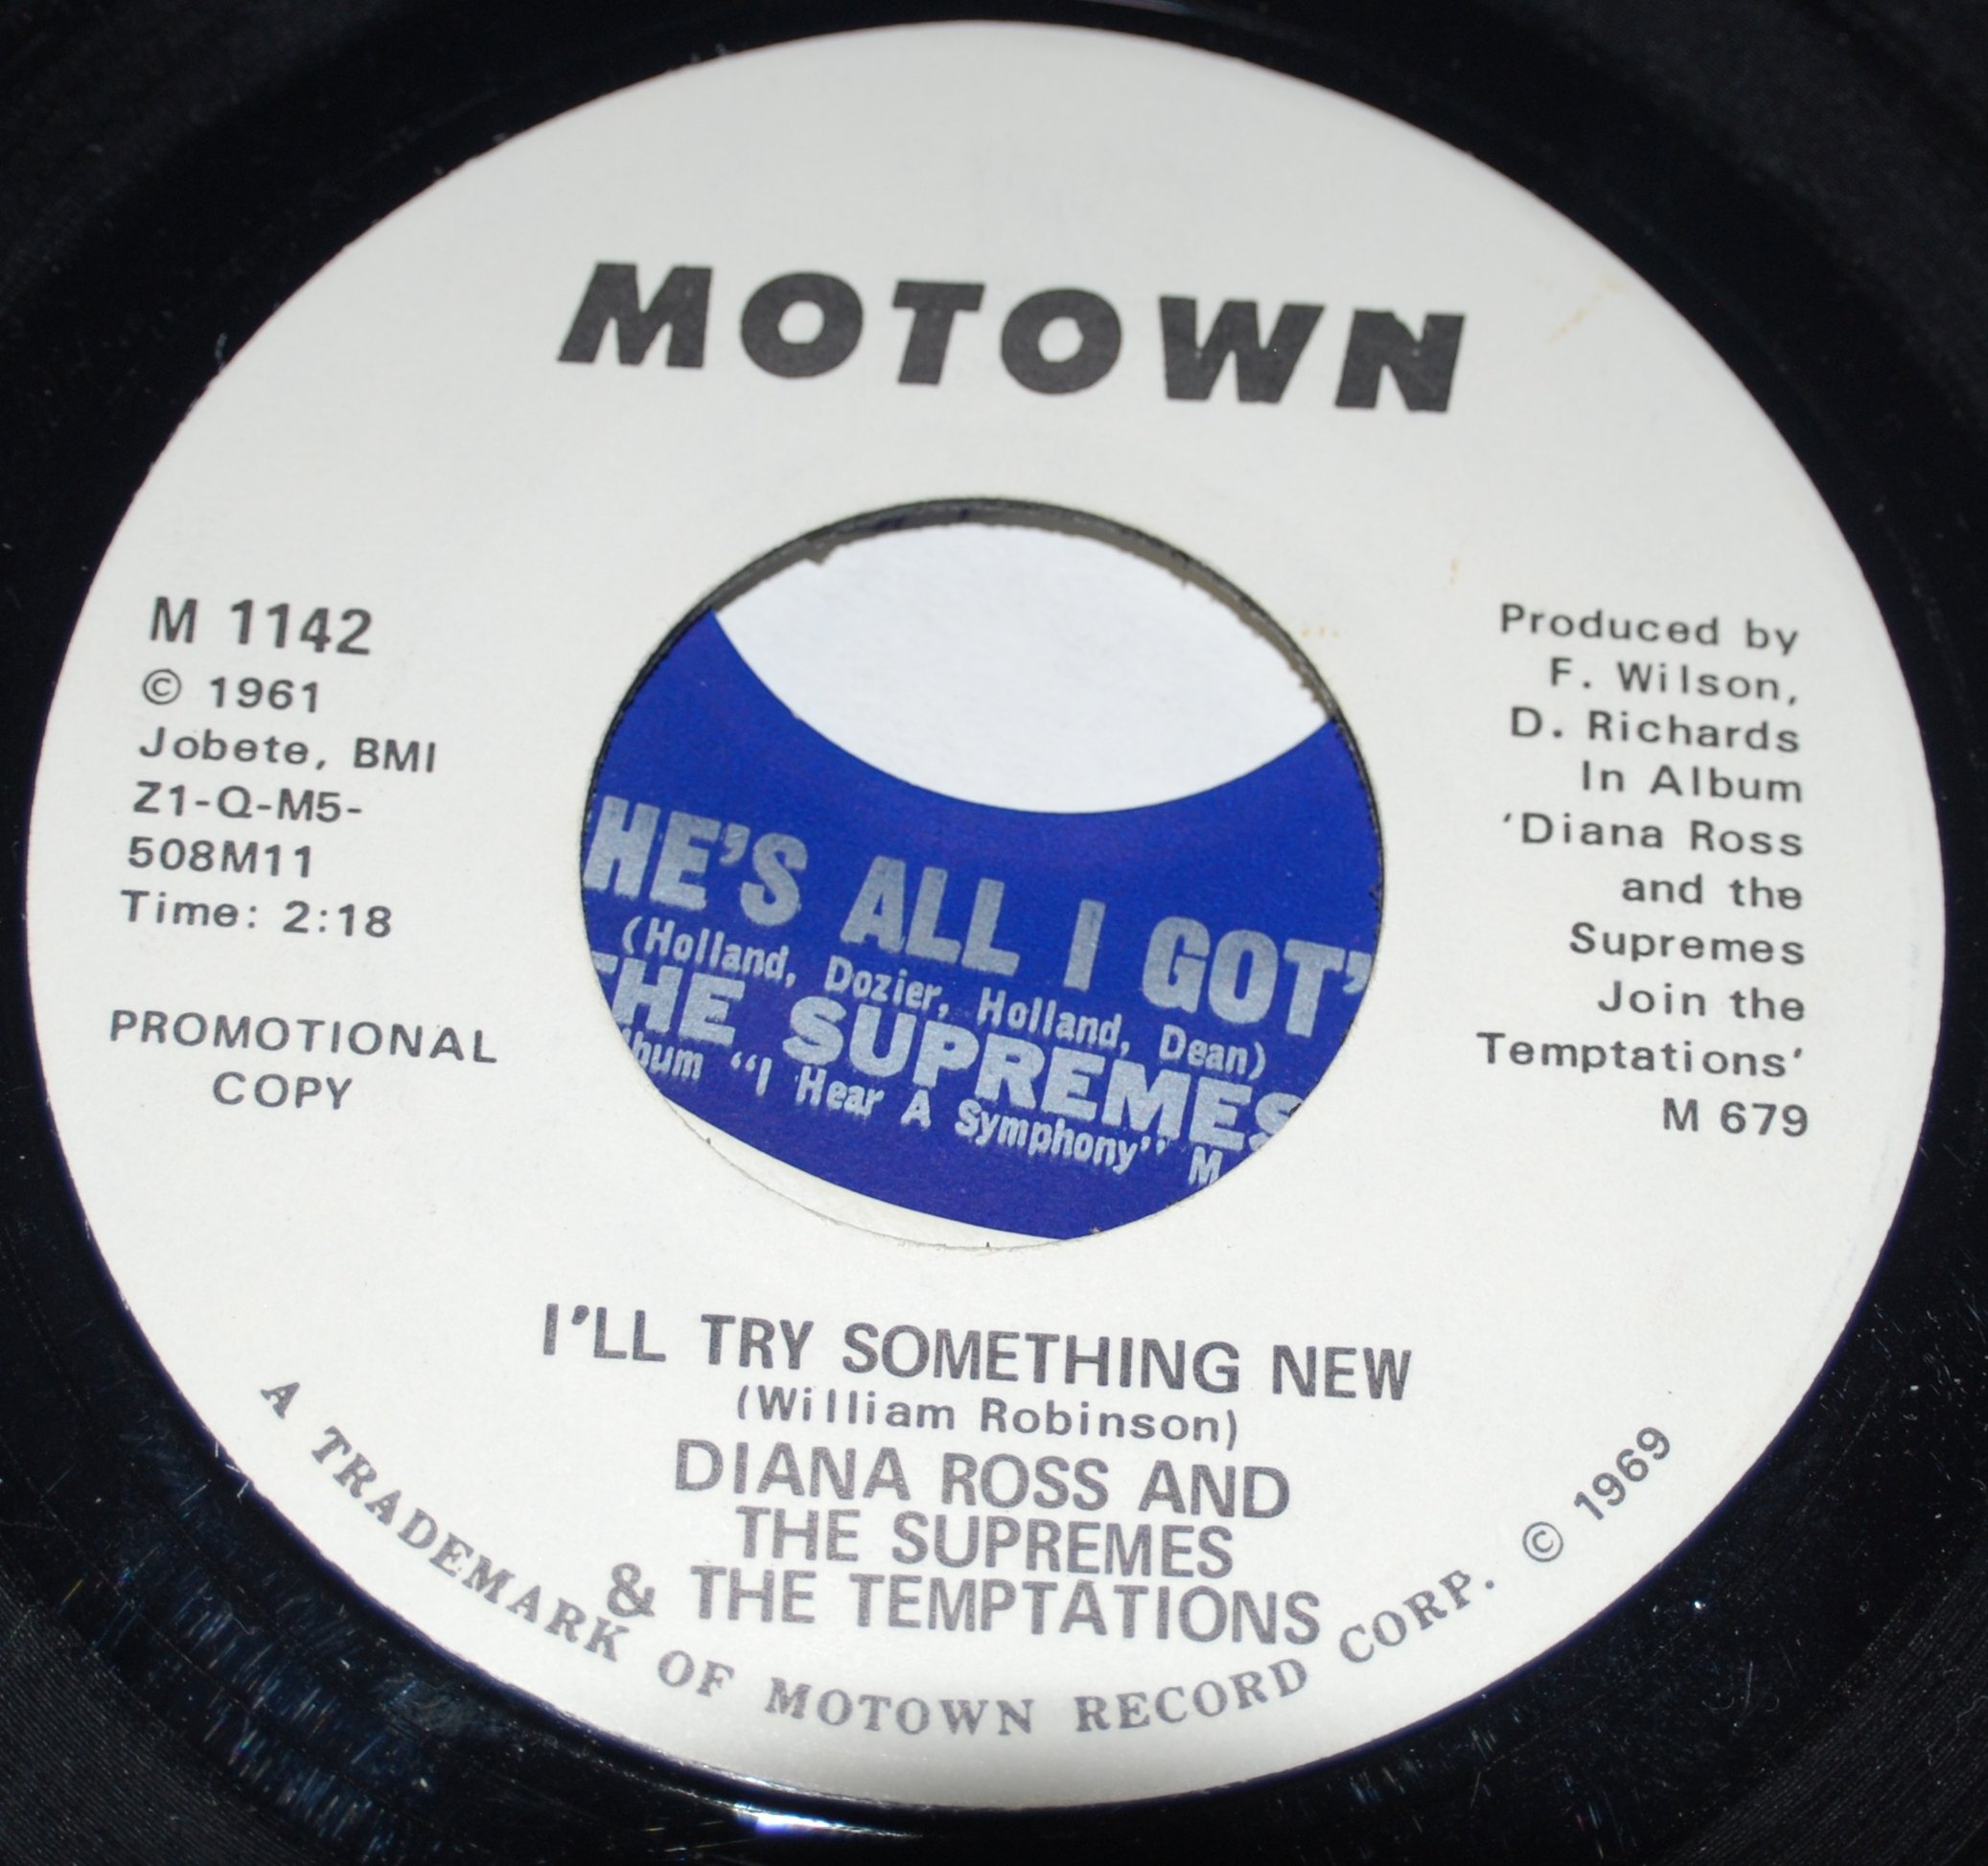 MOTOWN
M 1142
© 1961
Jobete, BMI
Z1-Q-M5-
508M11
Time: 2:18
PROMOTIONAL
COPY
Produced by
F. Wilson,
D. Richards
In Album
'Diana Ross
and the
Supremes
Join the
Temptations'
M 679
HE'S ALL I GOT"
(Holland, Dozier, Holland, Dean)
THE SUPREMES
"I Hear A Symphony" M
I'LL TRY SOMETHING NEW
(William Robinson)
DIANA ROSS AND
THE SUPREMES
& THE TEMPTATIONS
A TRADEMARK OF MOTOWN RECORD CORP. © 1969